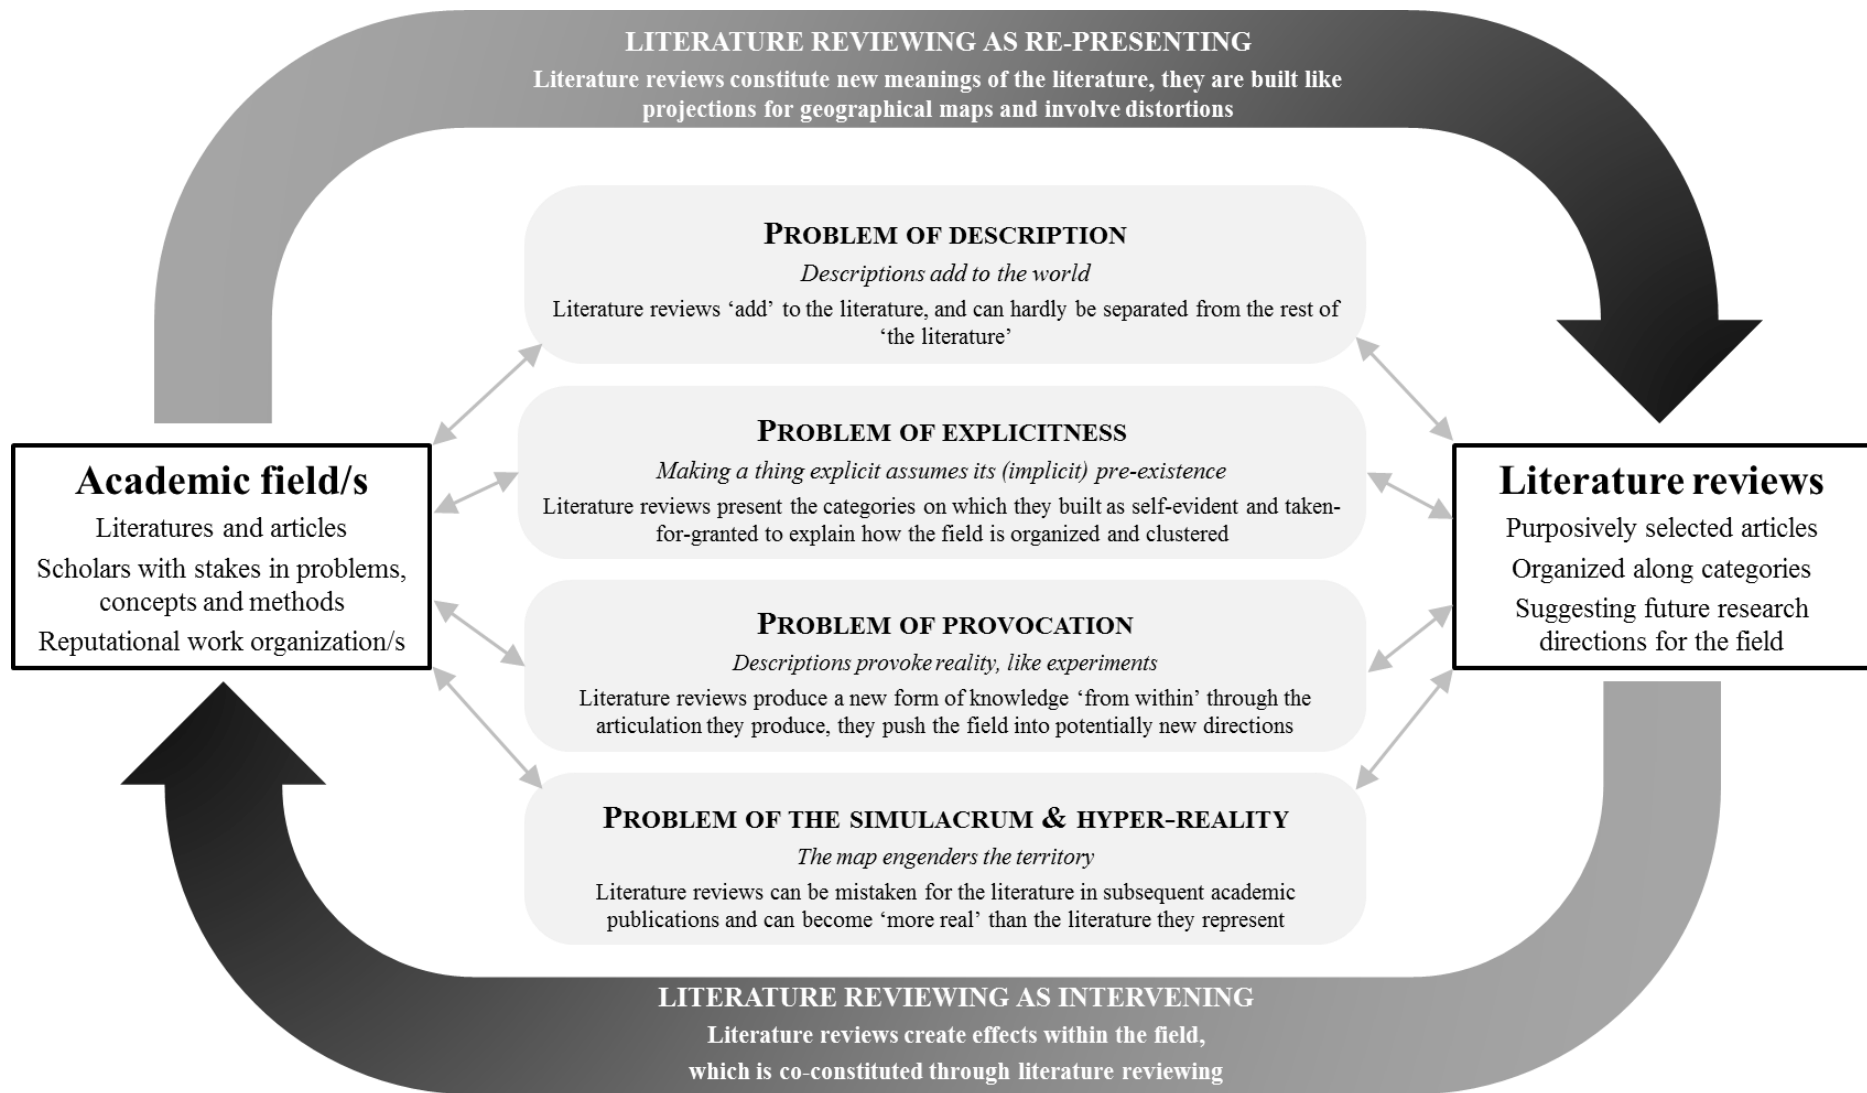 LITERATURE REVIEWING AS RE-PRESENTING
Literature reviews constitute new meanings of the literature, they are built like
projections for geographical maps and involve distortions
PROBLEM OF DESCRIPTION
Descriptions add to the world
Literature reviews ‘add’ to the literature, and can hardly be separated from the rest of
‘the literature’
PROBLEM OF EXPLICITNESS
Making a thing explicit assumes its (implicit) pre-existence
Literature reviews present the categories on which they built as self-evident and taken-
for-granted to explain how the field is organized and clustered
PROBLEM OF PROVOCATION
Descriptions provoke reality, like experiments
Literature reviews produce a new form of knowledge ‘from within’ through the
articulation they produce, they push the field into potentially new directions
PROBLEM OF THE SIMULACRUM & HYPER-REALITY
The map engenders the territory
Literature reviews can be mistaken for the literature in subsequent academic
publications and can become ‘more real’ than the literature they represent
Academic field/s
Literatures and articles
Scholars with stakes in problems,
concepts and methods
Reputational work organization/s
Literature reviews
Purposively selected articles
Organized along categories
Suggesting future research
directions for the field
LITERATURE REVIEWING AS INTERVENING
Literature reviews create effects within the field,
which is co-constituted through literature reviewing